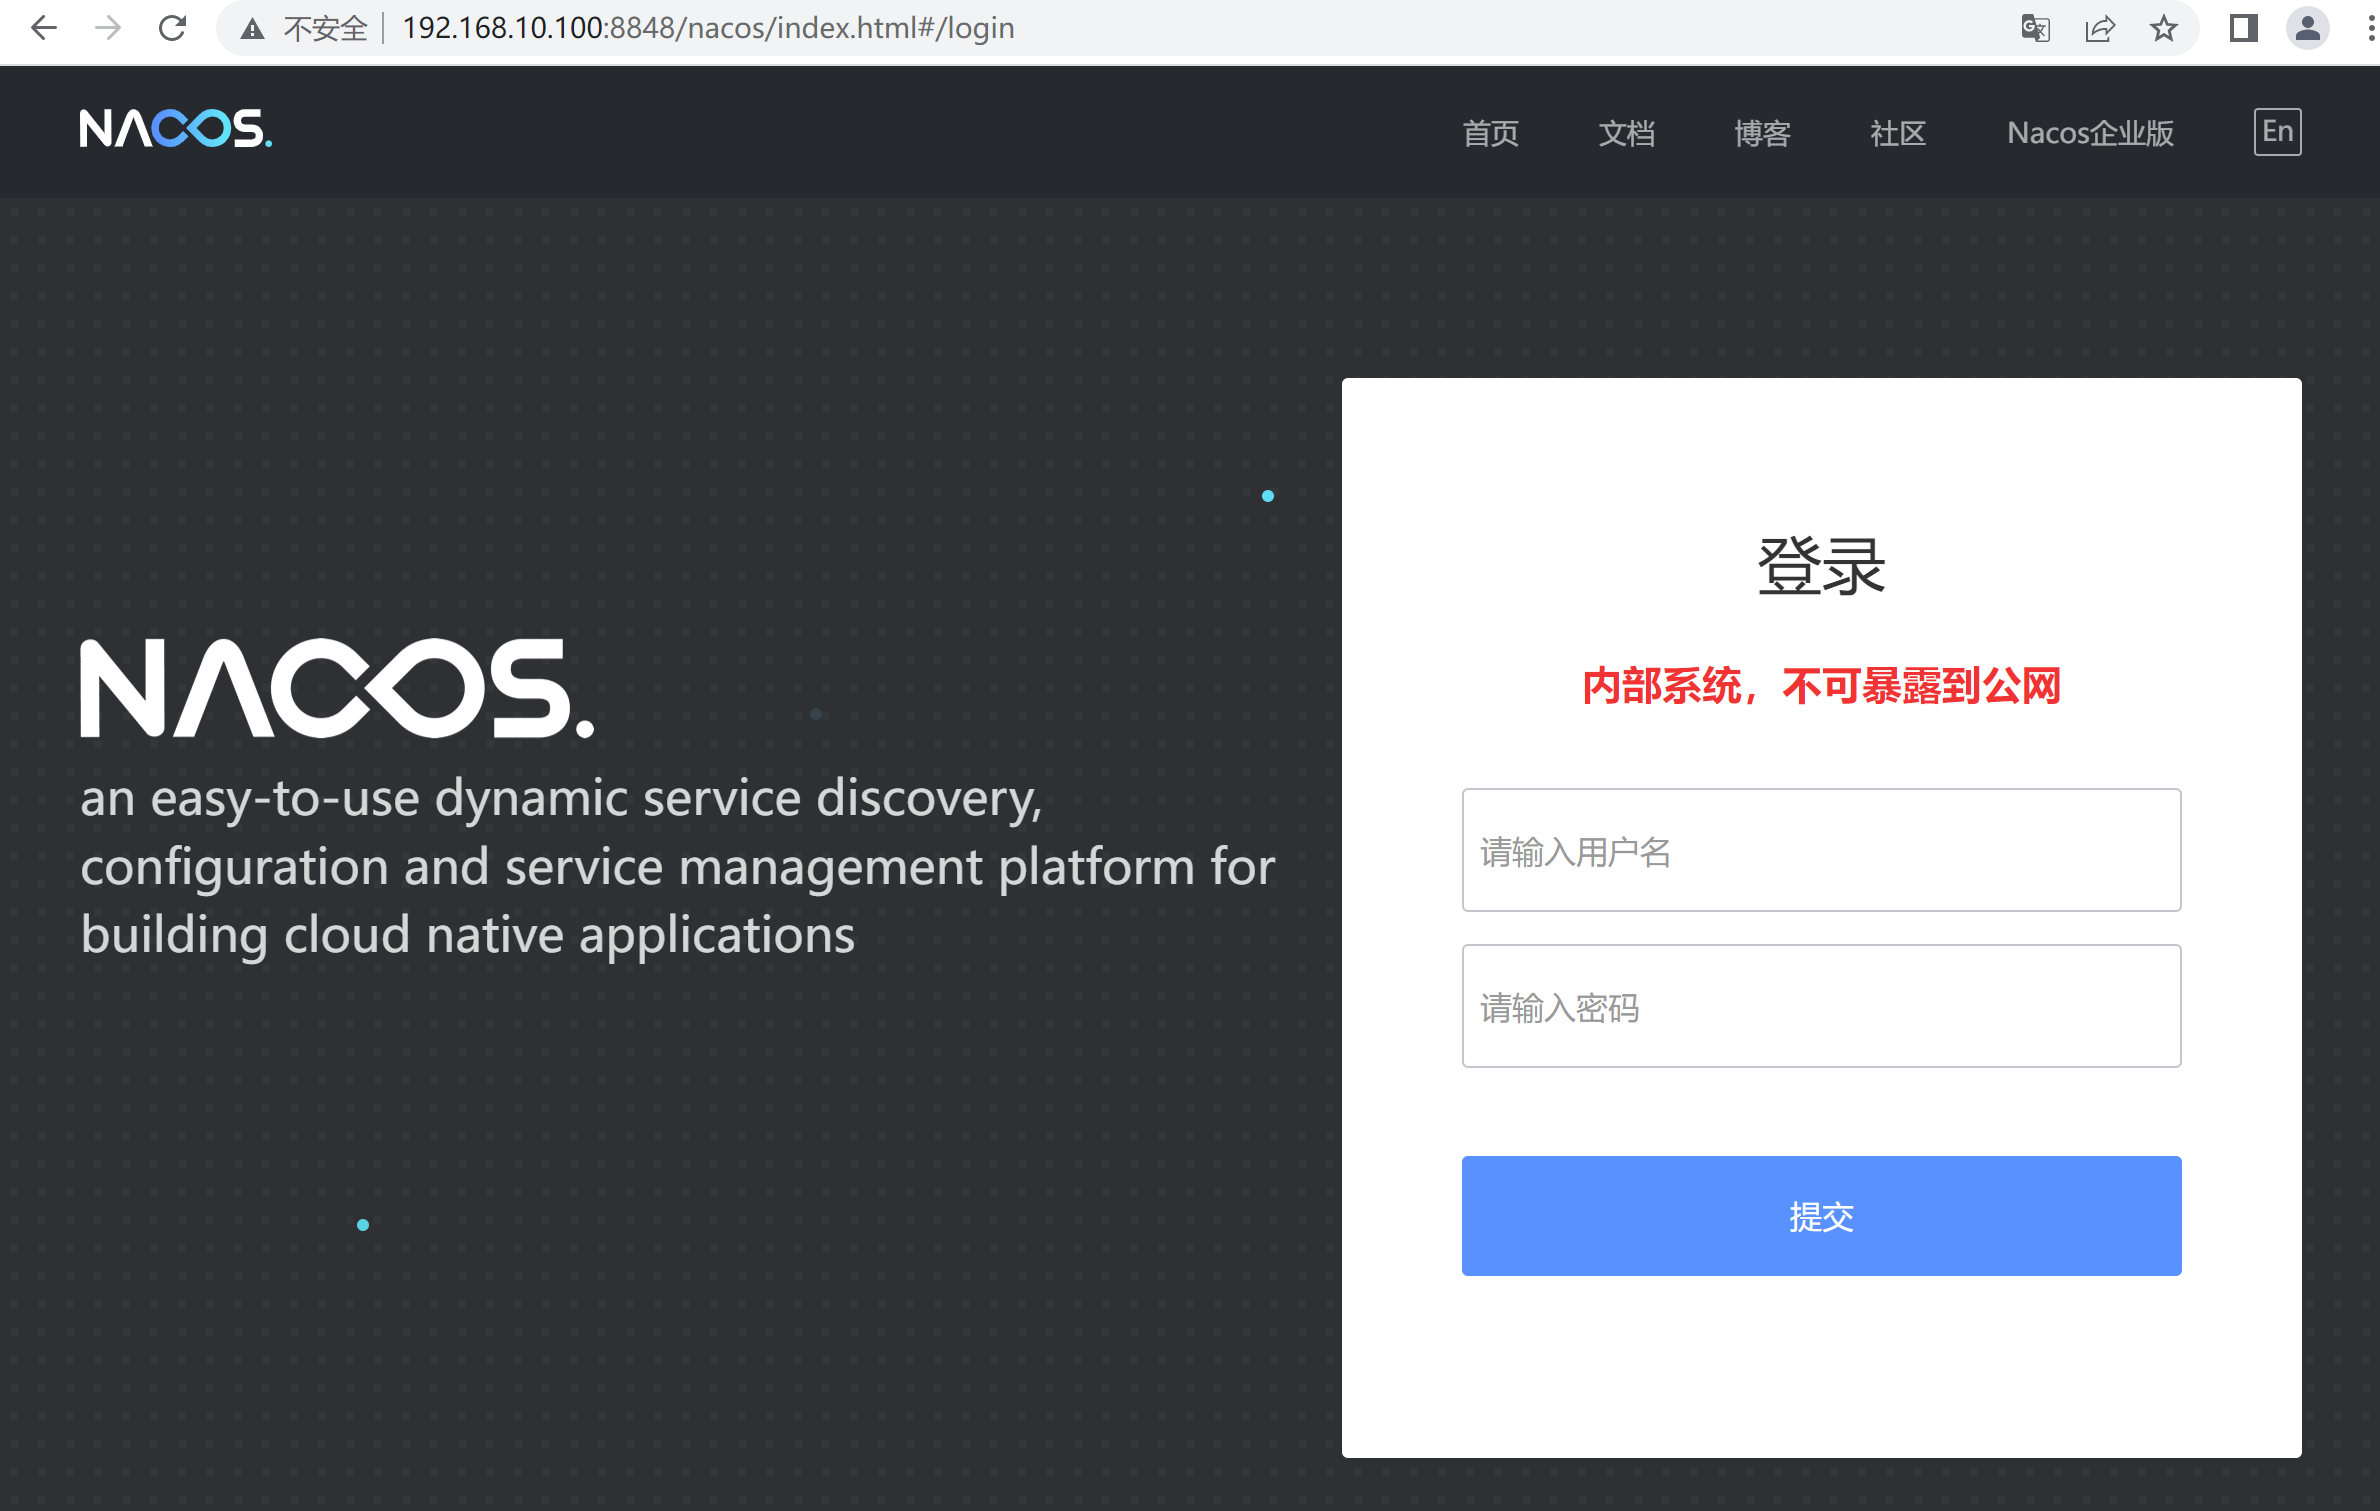 不安全 192.168.10.100:8848/nacos/index.html#/login
NACOS.
首页 文档 博客 社区 Nacos企业版 En
NACOS.
an easy-to-use dynamic service discovery,
configuration and service management platform for
building cloud native applications
登录
内部系统，不可暴露到公网
请输入用户名
请输入密码
提交